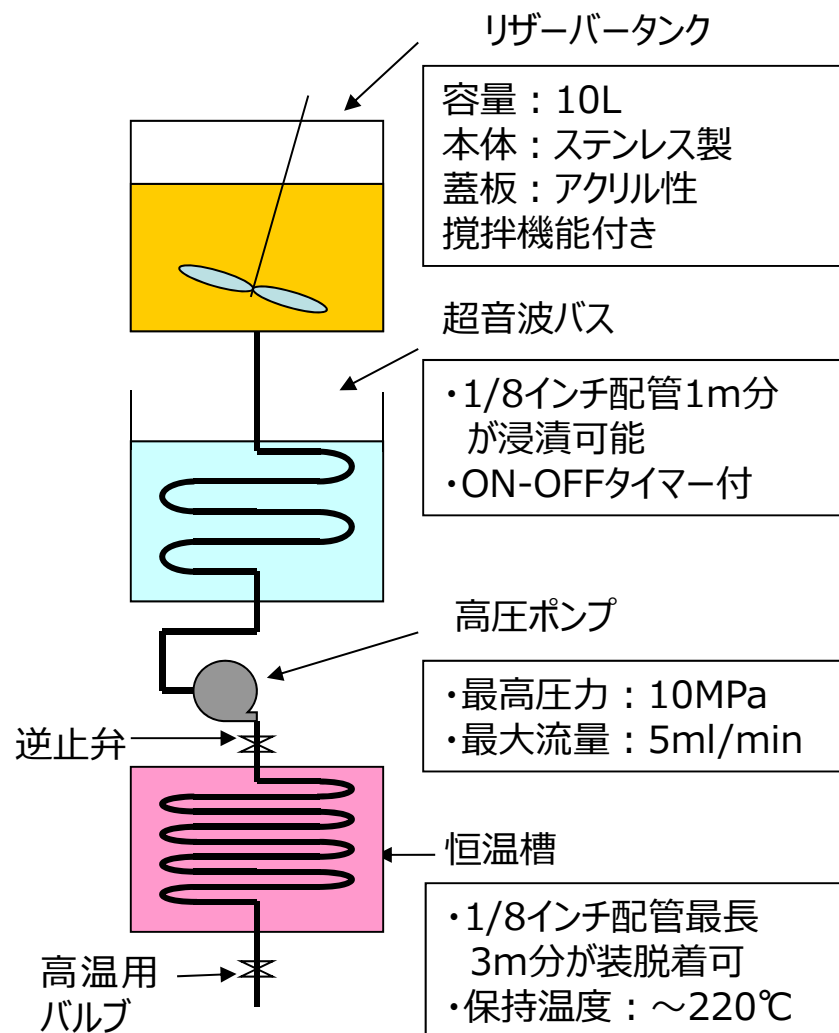 リザーバータンク
容量：10L
本体：ステンレス製
蓋板：アクリル性
撹拌機能付き
超音波バス
・1/8インチ配管1m分
が浸漬可能
・ON-OFFタイマー付
高圧ポンプ
・最高圧力：10MPa
・最大流量：5ml/min
逆止弁
恒温槽
・1/8インチ配管最長
3m分が装脱着可
・保持温度：～220℃
高温用
バルブ